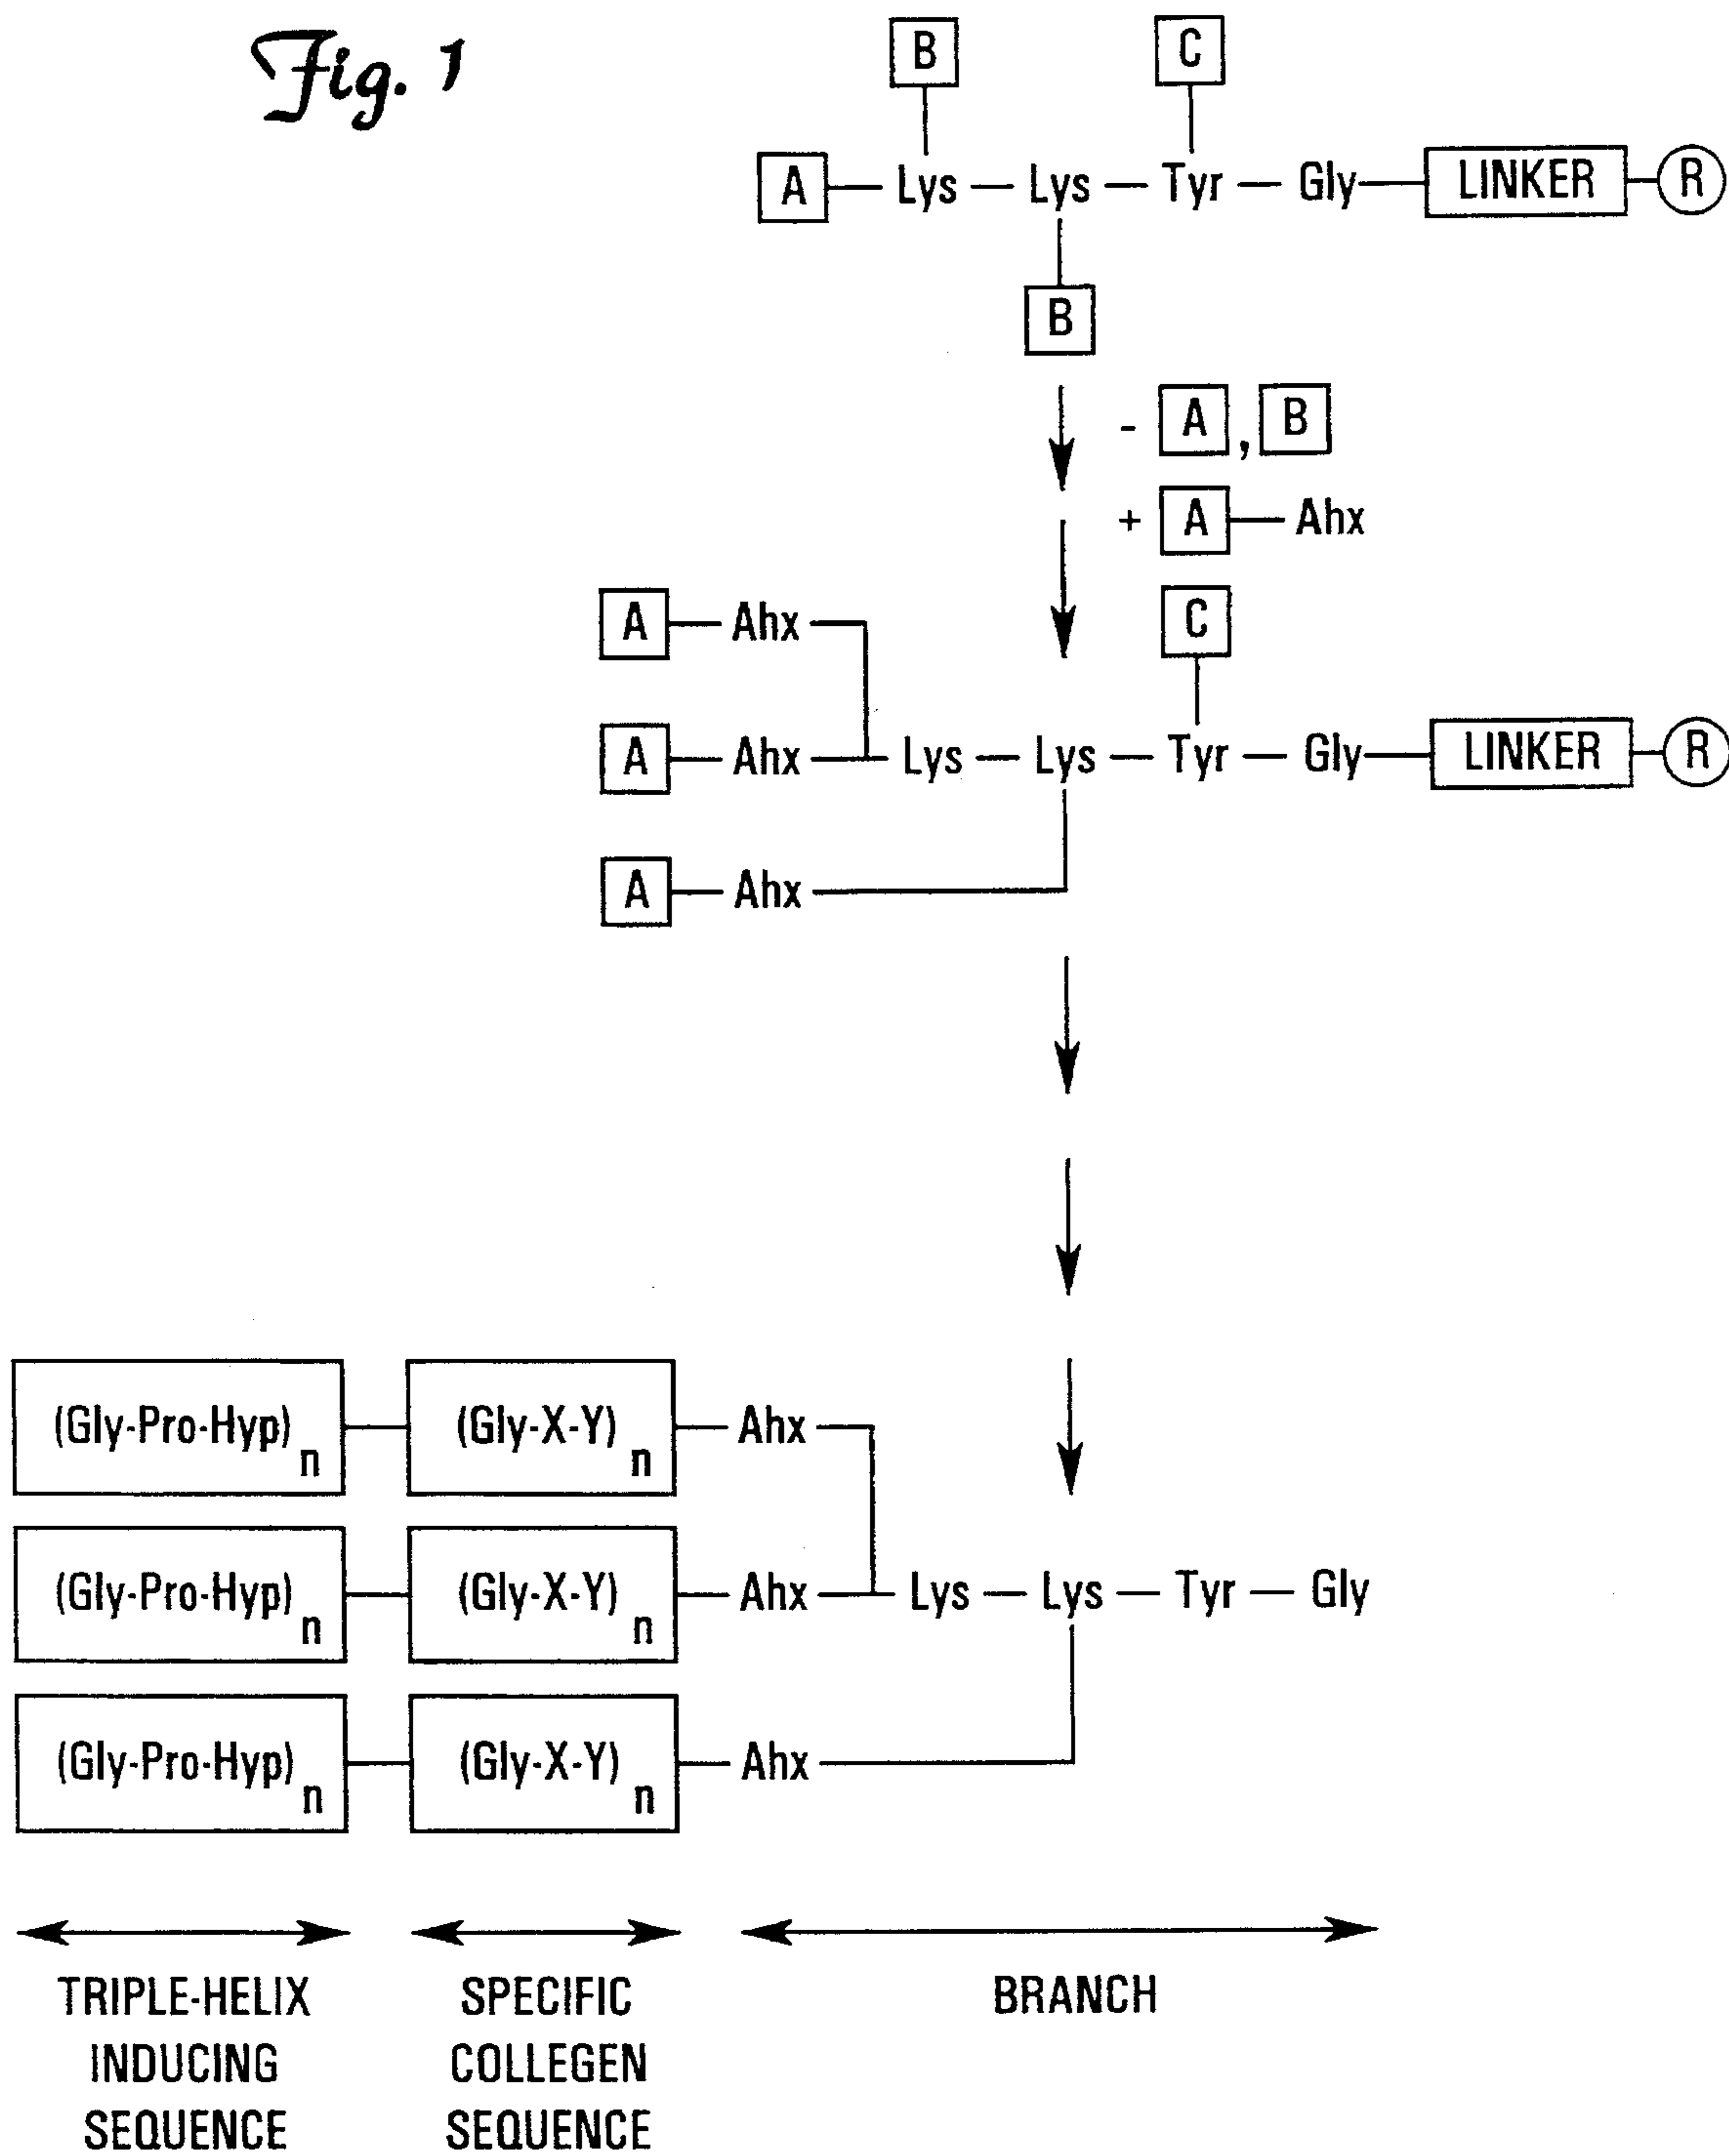 Fig. 1
B C
A Lys Lys Tyr Gly LINKER R
B
- A , B
+ A Ahx
C
A Ahx
A Ahx Lys Lys Tyr Gly LINKER R
A Ahx
(Gly-Pro-Hyp)n (Gly-X-Y)n Ahx
(Gly-Pro-Hyp)n (Gly-X-Y)n Ahx Lys Lys Tyr Gly
(Gly-Pro-Hyp)n (Gly-X-Y)n Ahx
TRIPLE-HELIX
INDUCING
SEQUENCE
SPECIFIC
COLLEGEN
SEQUENCE
BRANCH